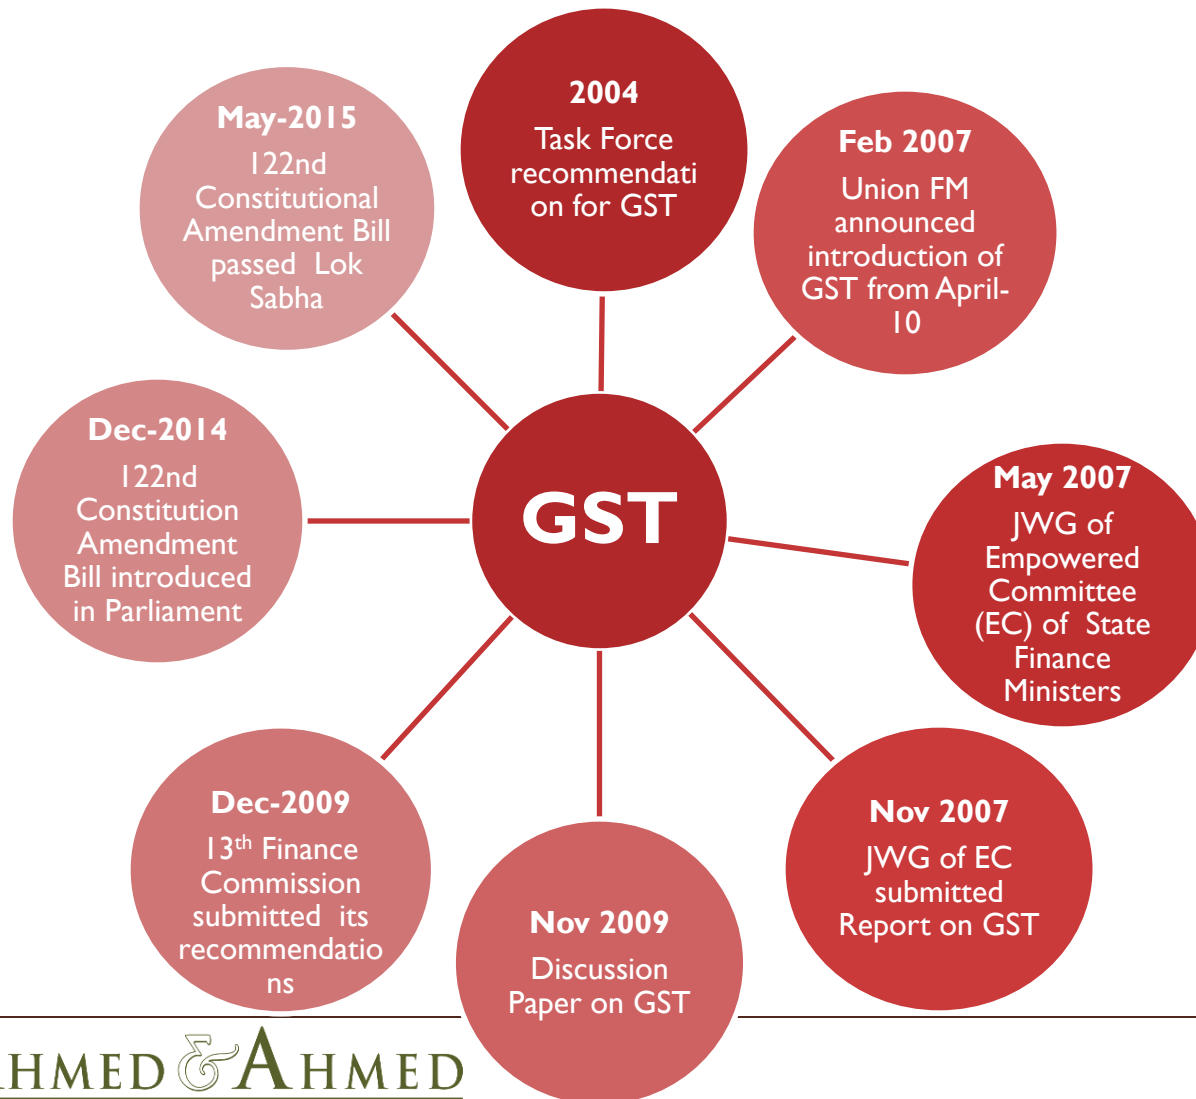 2004
Task Force
recommendati
on for GST
Feb 2007
Union FM
announced
introduction of
GST from April-
10
May 2007
JWG of
Empowered
Committee
(EC) of State
Finance
Ministers
Nov 2007
JWG of EC
submitted
Report on GST
Nov 2009
Discussion
Paper on GST
Dec-2009
13th Finance
Commission
submitted its
recommendatio
ns
Dec-2014
122nd
Constitution
Amendment
Bill introduced
in Parliament
May-2015
122nd
Constitutional
Amendment Bill
passed Lok
Sabha
GST
AHMED & AHMED